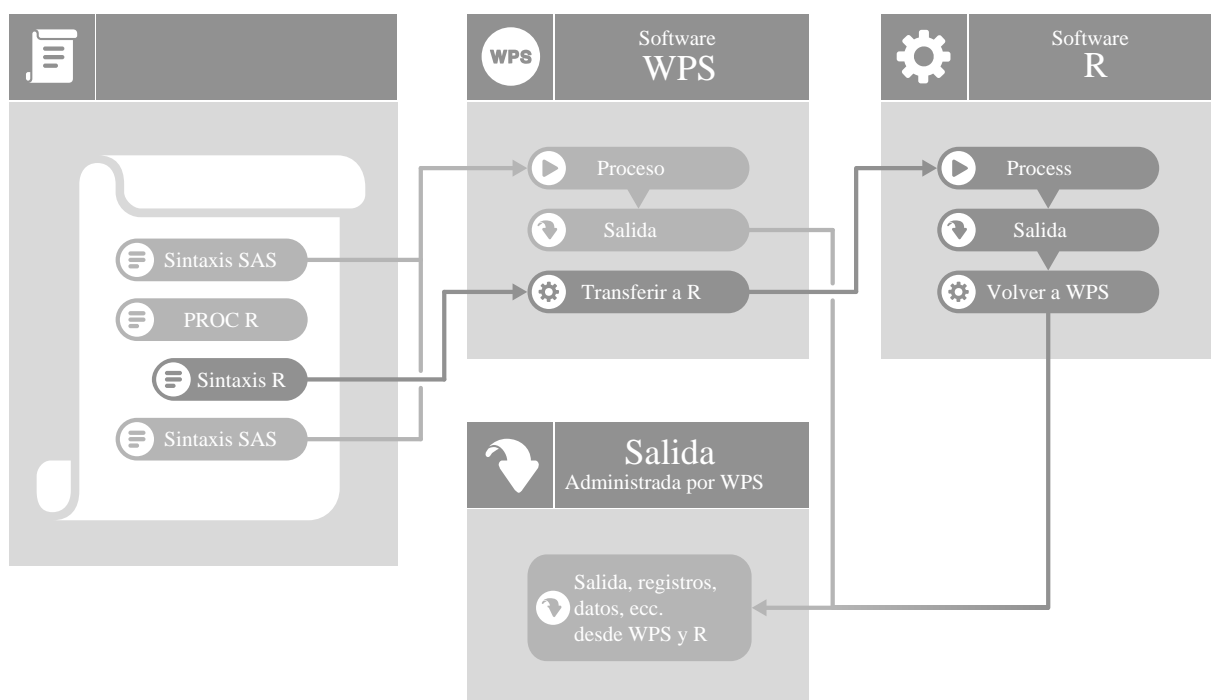 WPS
Software
WPS
Software
R
Sintaxis SAS
PROC R
Sintaxis R
Sintaxis SAS
Proceso
Salida
Transferir a R
Process
Salida
Volver a WPS
Salida
Administrada por WPS
Salida, registros,
datos, ecc.
desde WPS y R